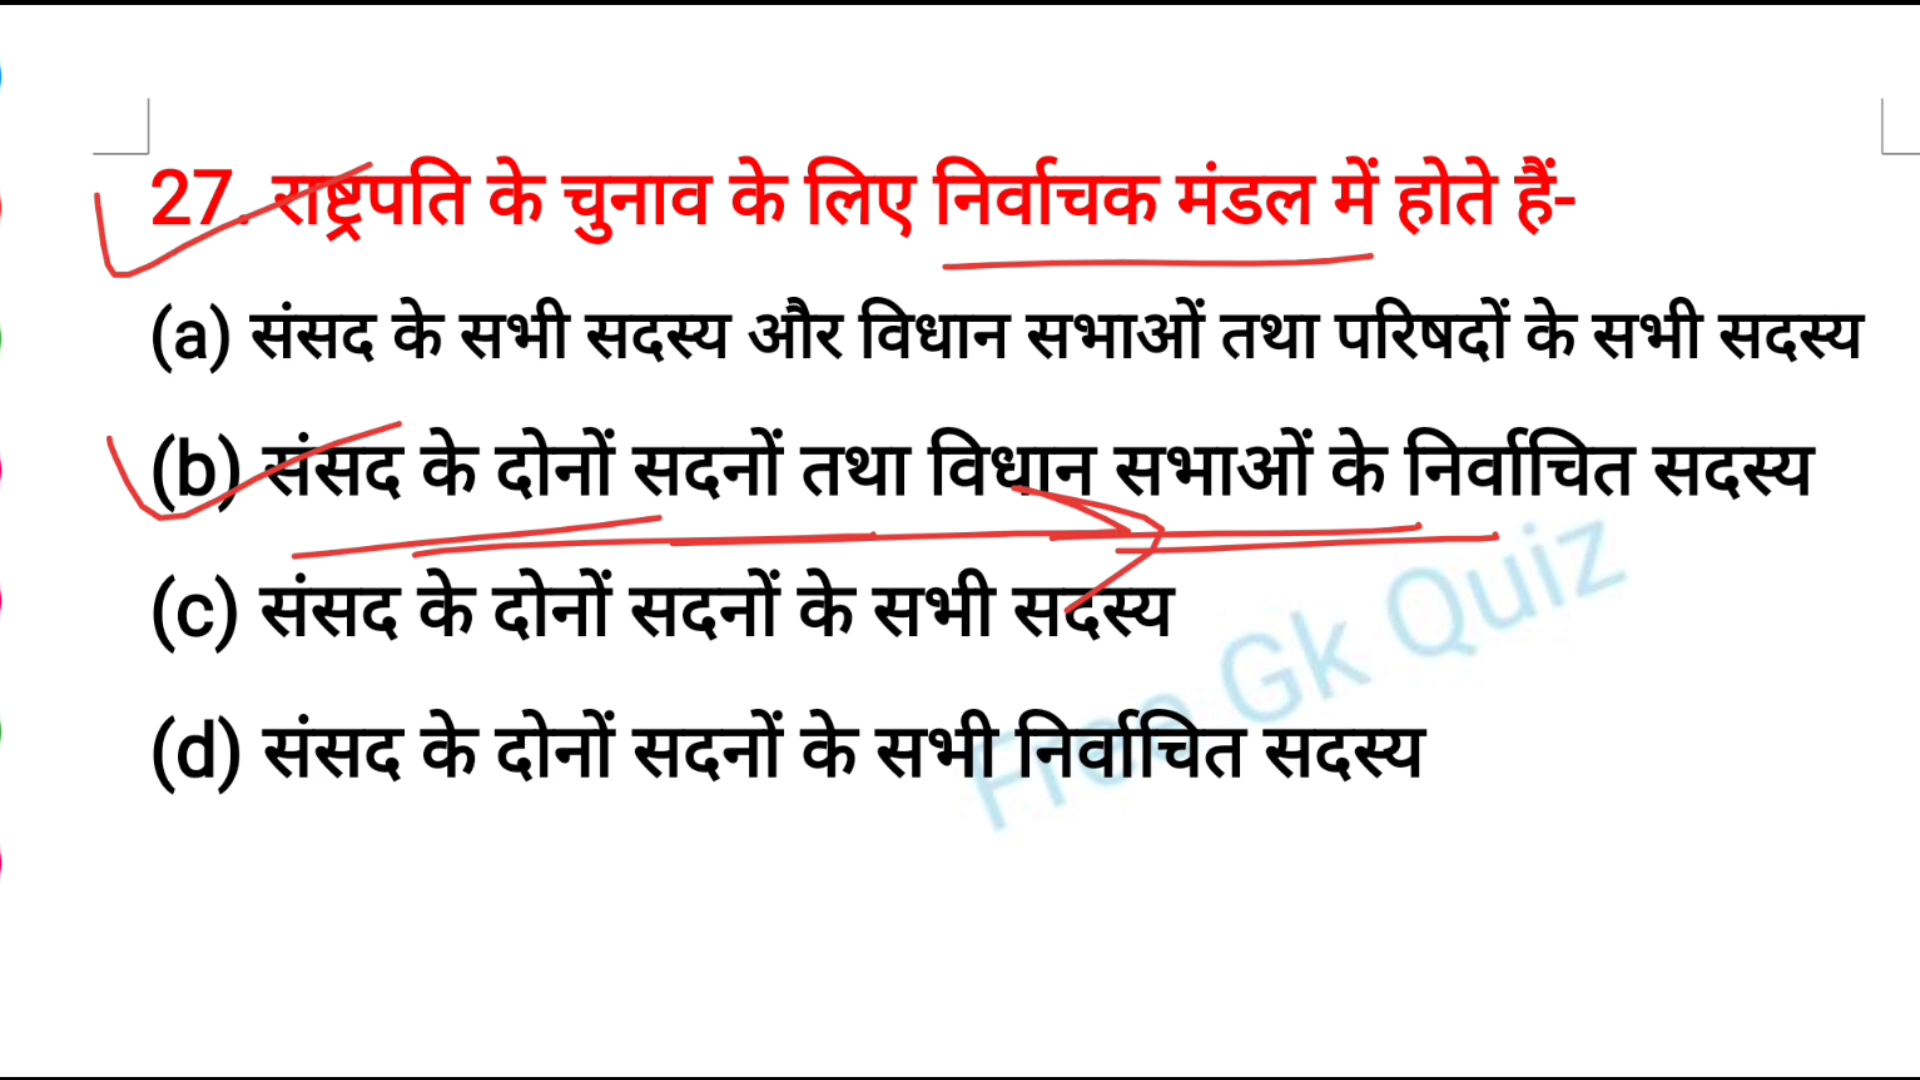 27. राष्ट्रपति के चुनाव के लिए निर्वाचक मंडल में होते हैं-
(a) संसद के सभी सदस्य और विधान सभाओं तथा परिषदों के सभी सदस्य
(b) संसद के दोनों सदनों तथा विधान सभाओं के निर्वाचित सदस्य
(c) संसद के दोनों सदनों के सभी सदस्य
(d) संसद के दोनों सदनों के सभी निर्वाचित सदस्य
Free Gk Quiz